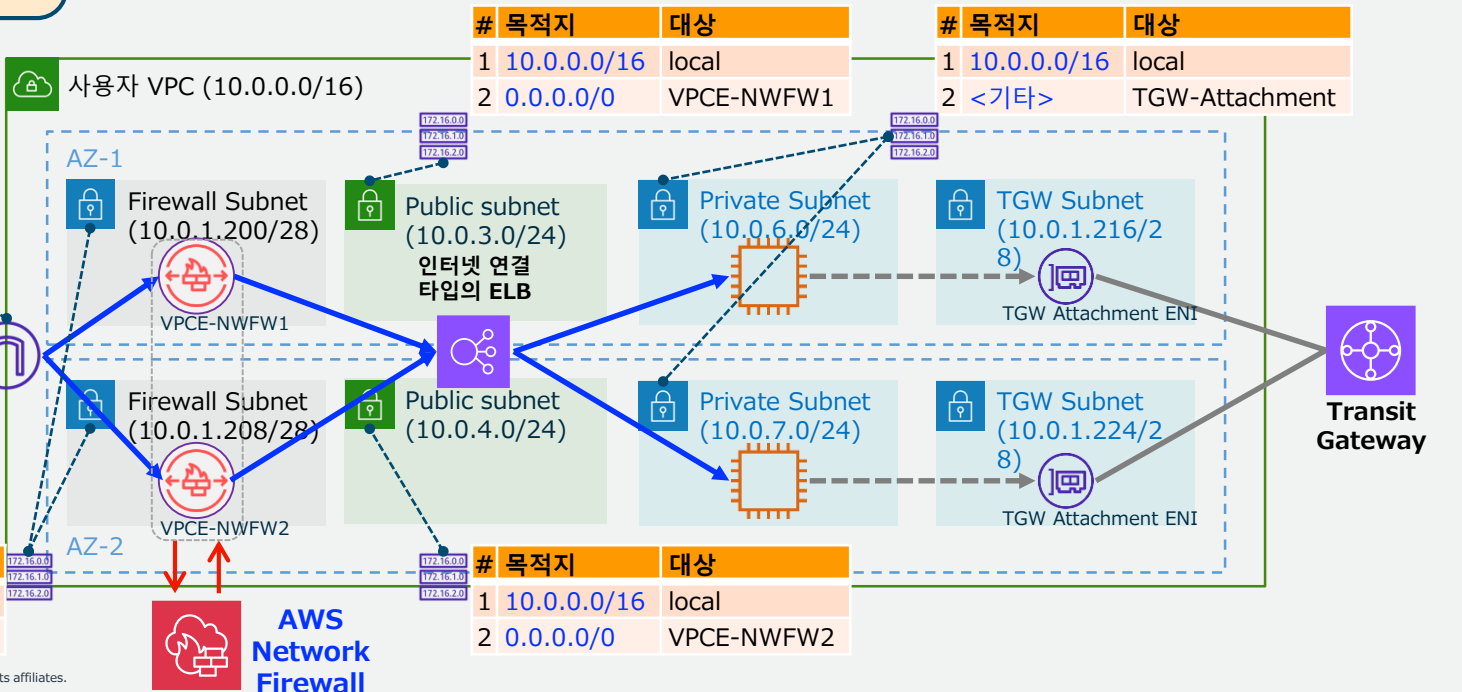 # 목적지 대상
1 10.0.0.0/16 local
2 0.0.0.0/0 VPCE-NWFW1
# 목적지 대상
1 10.0.0.0/16 local
2 <기타> TGW-Attachment
사용자 VPC (10.0.0.0/16)
172.16.0.0
172.16.1.0
172.16.2.0
172.16.0.0
172.16.1.0
172.16.2.0
AZ-1
Firewall Subnet
(10.0.1.200/28)
VPCE-NWFW1
Public subnet
(10.0.3.0/24)
인터넷 연결
타입의 ELB
Private Subnet
(10.0.6.0/24)
TGW Subnet
(10.0.1.216/2
8)
TGW Attachment ENI
Firewall Subnet
(10.0.1.208/28)
VPCE-NWFW2
Public subnet
(10.0.4.0/24)
Private Subnet
(10.0.7.0/24)
TGW Subnet
(10.0.1.224/2
8)
TGW Attachment ENI
Transit
Gateway
AZ-2
172.16.0.0
172.16.1.0
172.16.2.0
172.16.0.0
172.16.1.0
172.16.2.0
# 목적지 대상
1 10.0.0.0/16 local
2 0.0.0.0/0 VPCE-NWFW2
AWS
Network
Firewall
ts affiliates.